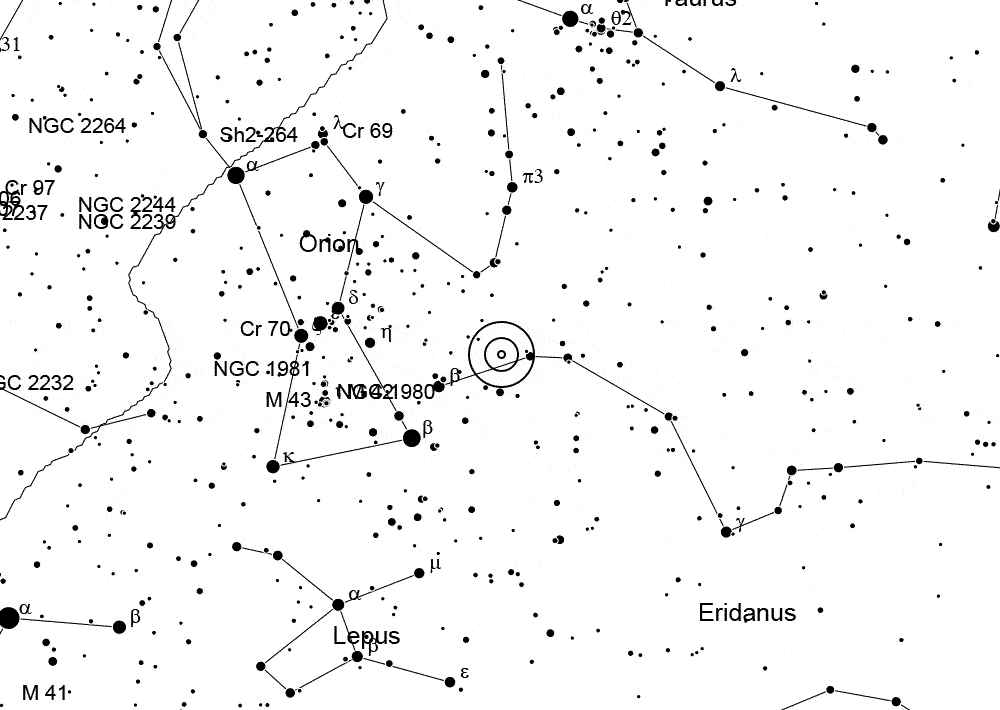 Taurus
α
θ2
31
λ
NGC 2264
Sh2-264
λ
Cr 69
α
π3
Cr 97
γ
06
NGC 2244
2237
NGC 2239
Orion
δ
Cr 70
η
NGC 1981
β
GC 2232
M 43
NGC 1980
β
κ
γ
μ
α
α
β
Eridanus
Lepus
β
ε
M 41